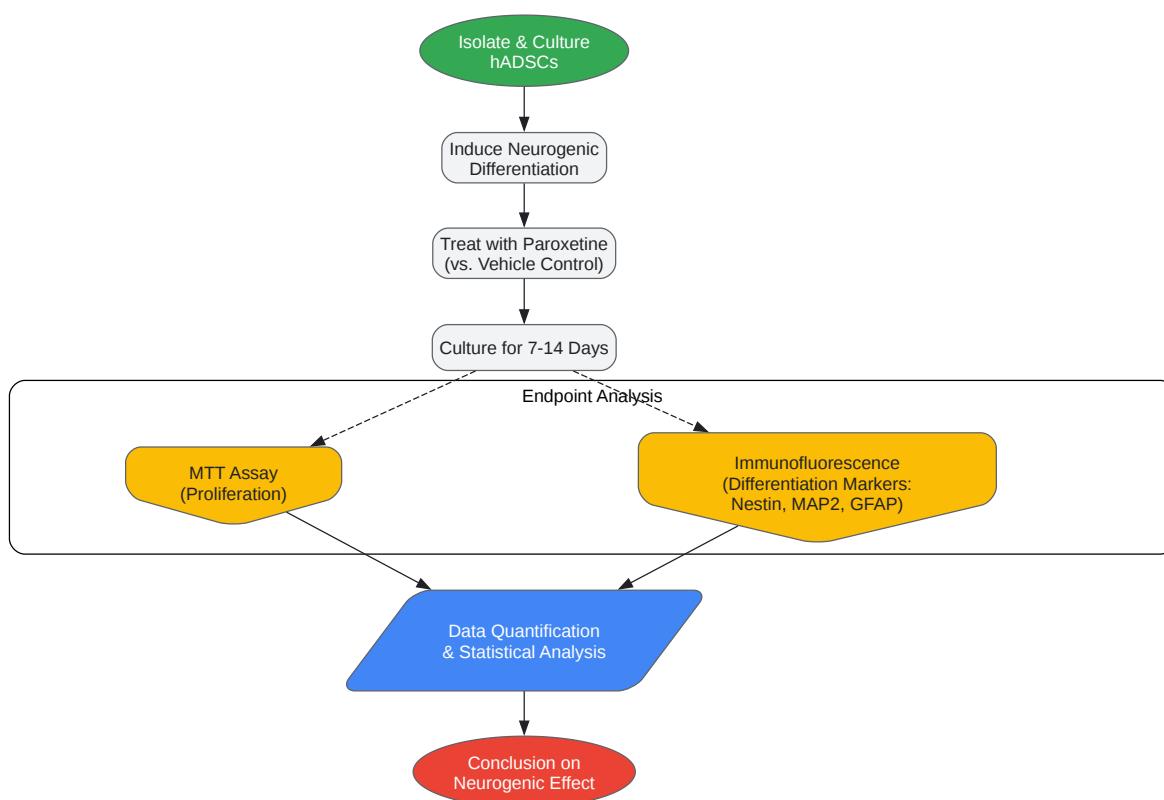 Isolate & Culture
hADSCs
Induce Neurogenic
Differentiation
Treat with Paroxetine
(vs. Vehicle Control)
Culture for 7-14 Days
Endpoint Analysis
MTT Assay
(Proliferation)
Immunofluorescence
(Differentiation Markers:
Nestin, MAP2, GFAP)
Data Quantification
& Statistical Analysis
Conclusion on
Neurogenic Effect